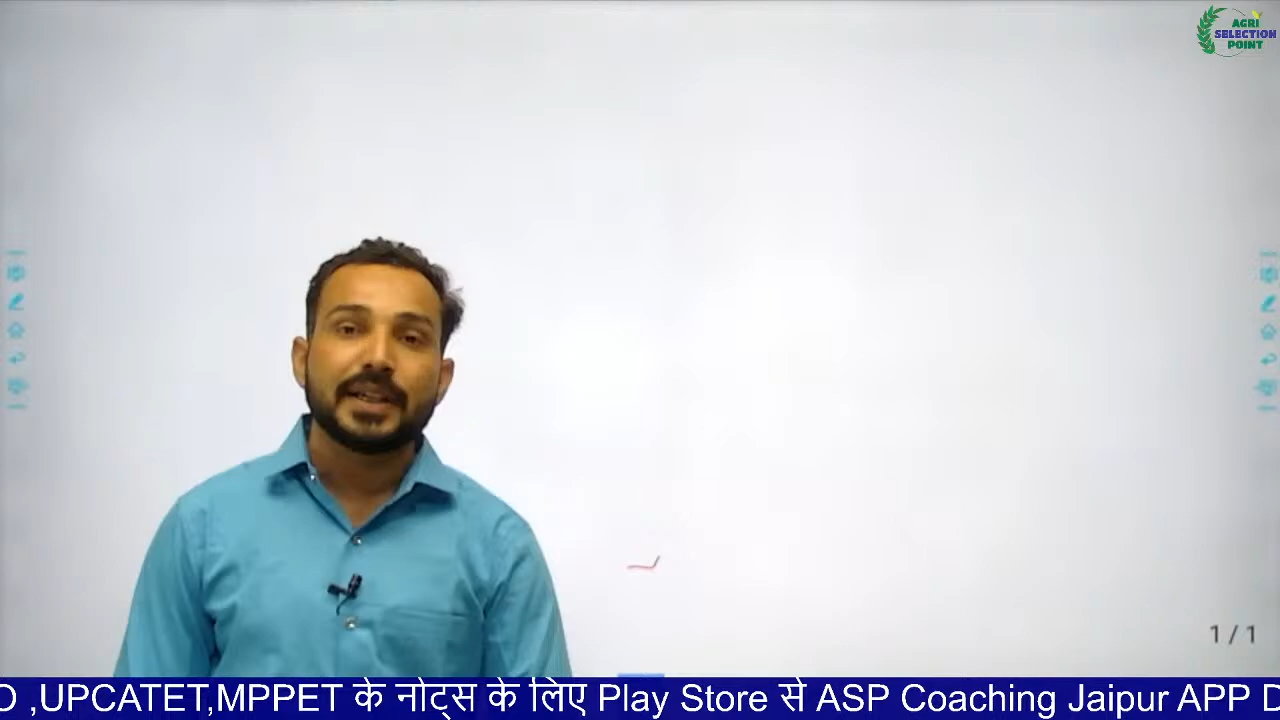 AGRI
SELECTION
POINT
1 / 1
,UPCATET,MPPET के नोट्स के लिए Play Store से ASP Coaching Jaipur APP